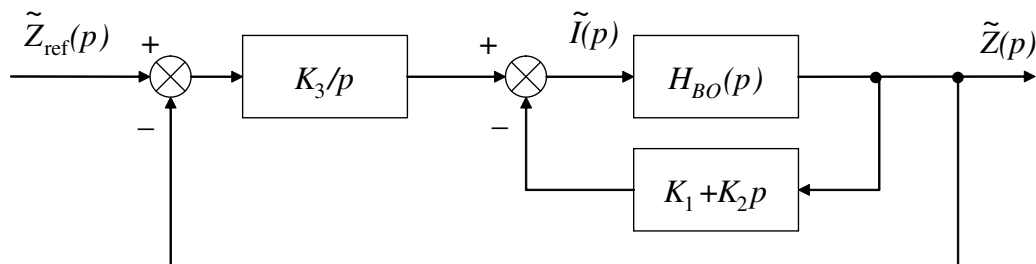 Z̃ref(p)
+
−
K3/p
+
−
Ĩ(p)
HBO(p)
K1+K2p
Z̃(p)